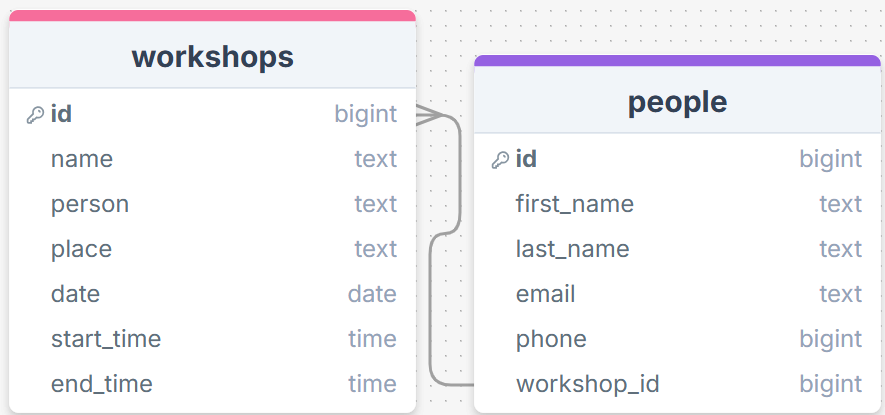 workshops
id bigint
name text
person text
place text
date date
start_time time
end_time time
people
id bigint
first_name text
last_name text
email text
phone bigint
workshop_id bigint